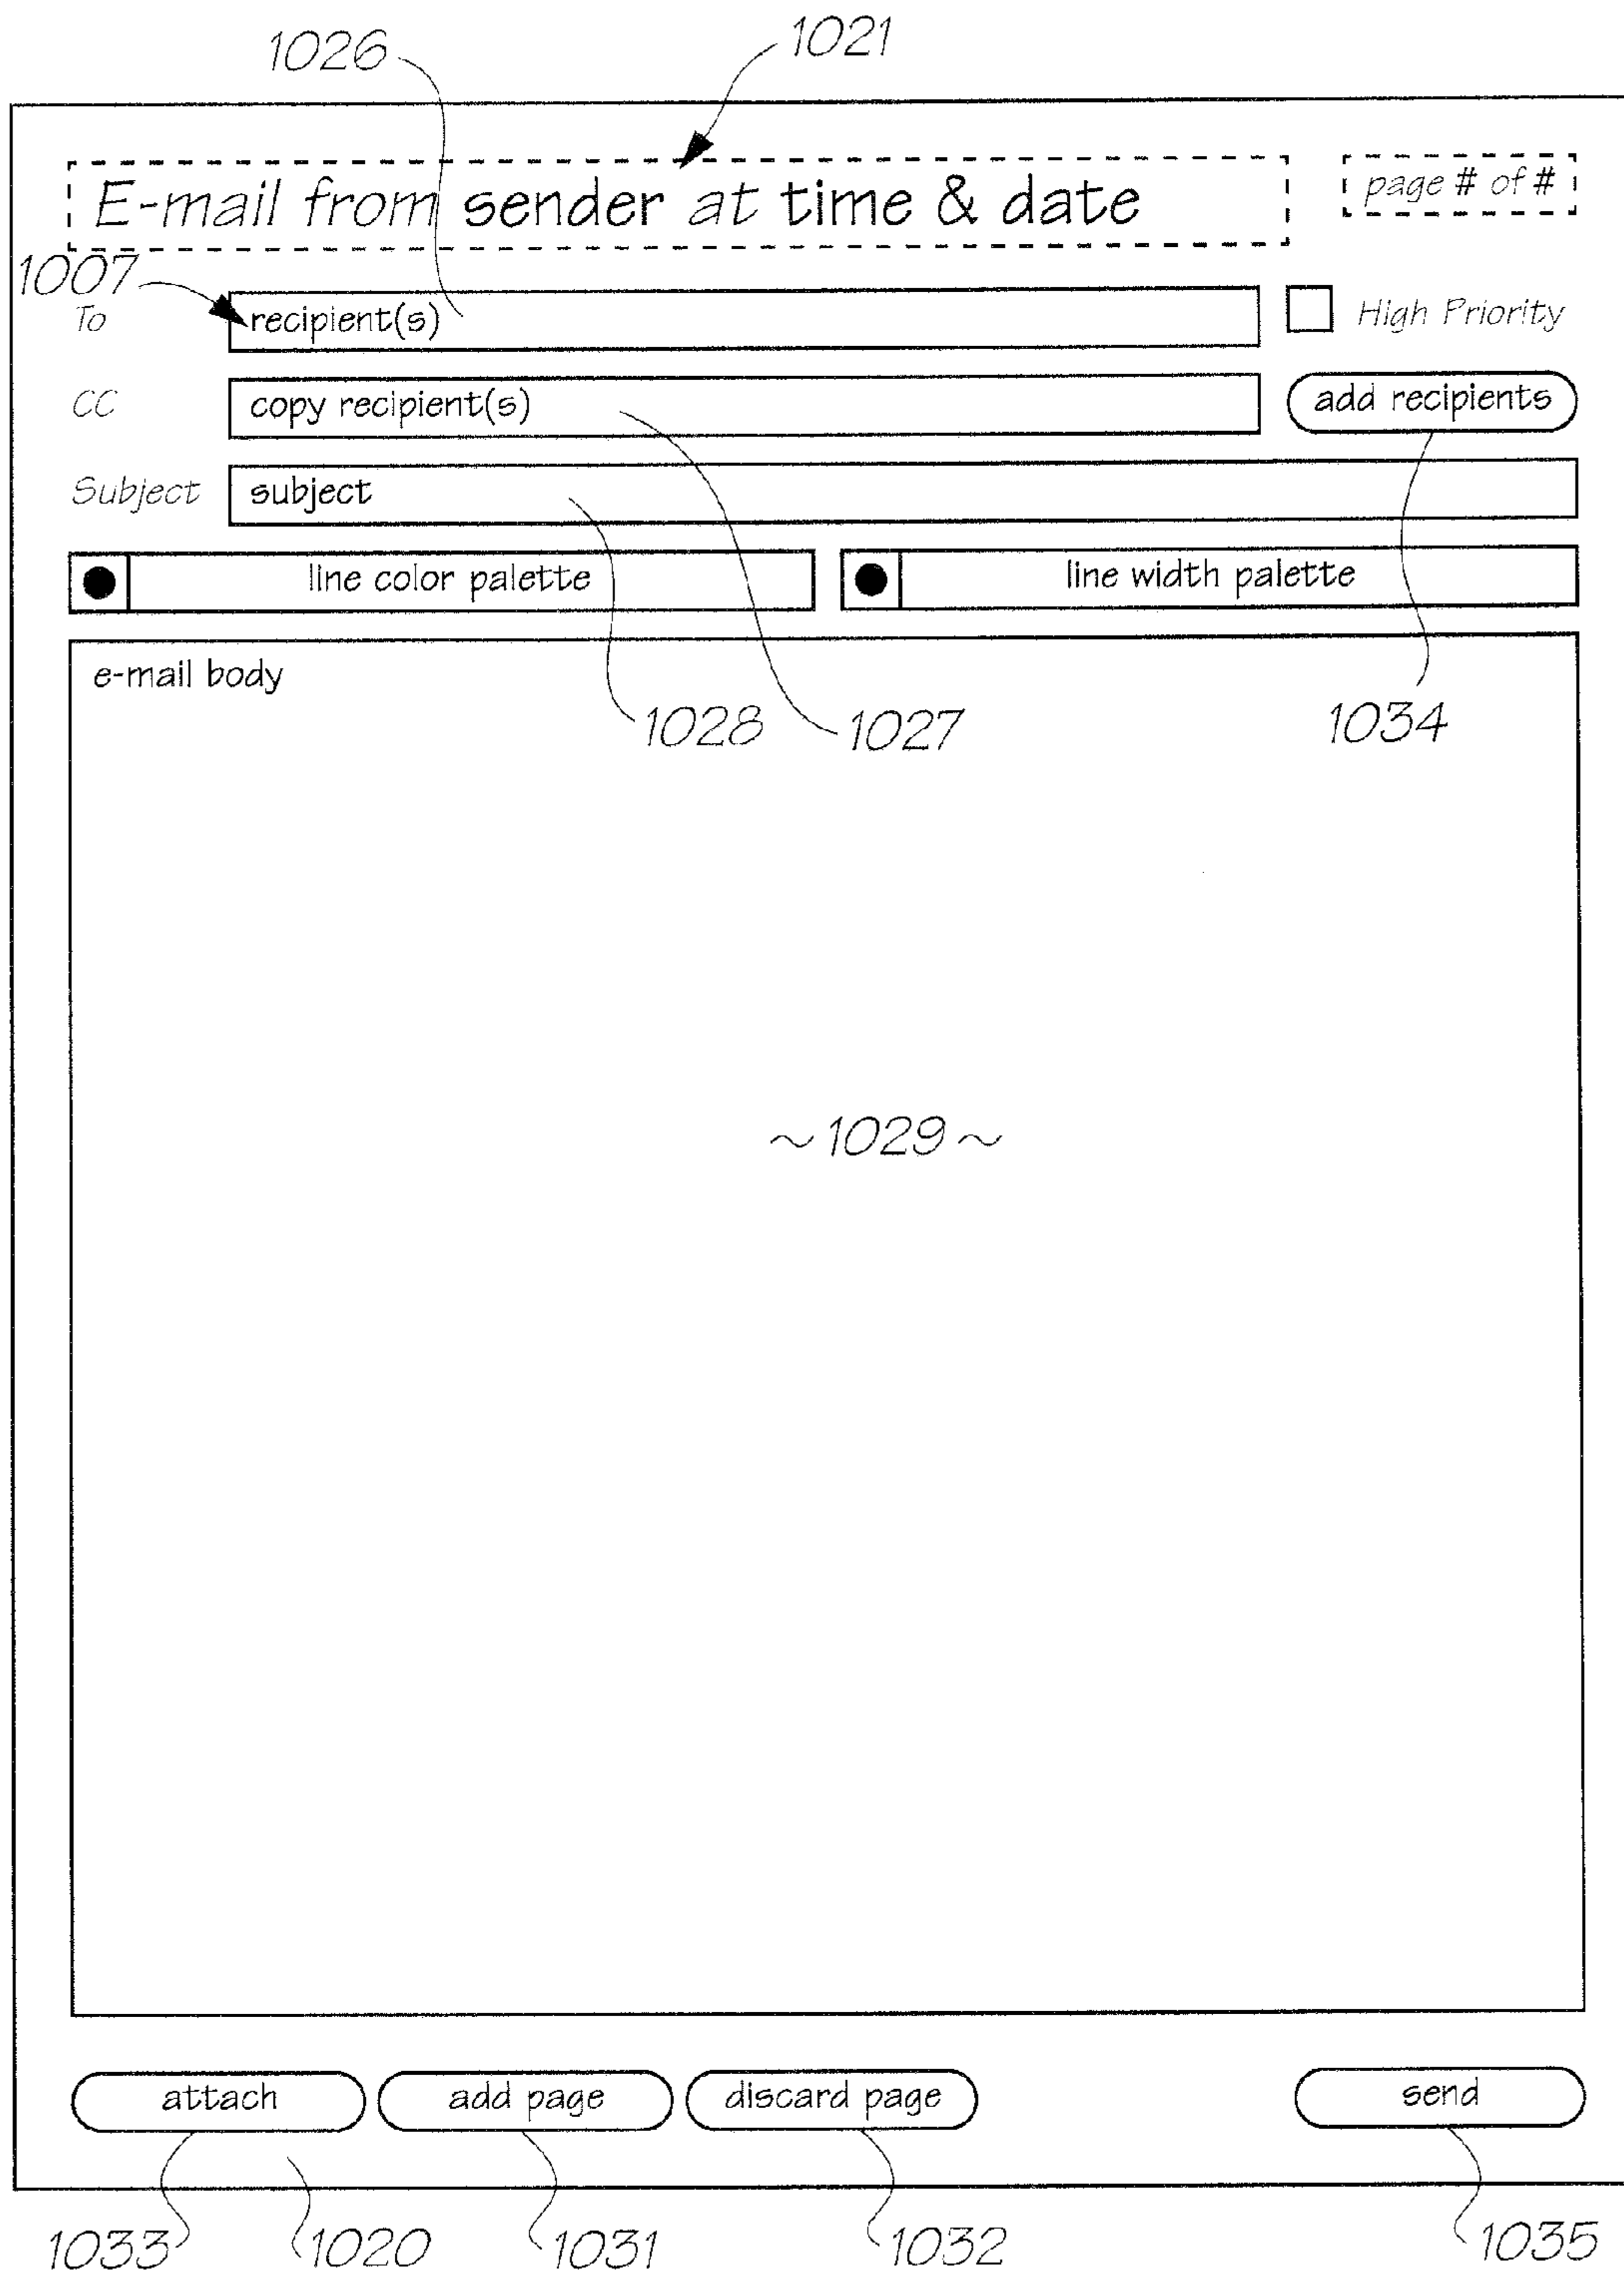 1026 1021
E-mail from sender at time & date page # of #
1007
To recipient(s) High Priority
CC copy recipient(s) add recipients
Subject subject
line color palette line width palette
e-mail body
1028 1027 1034
~1029~
attach add page discard page send
1033 1020 1031 1032 1035